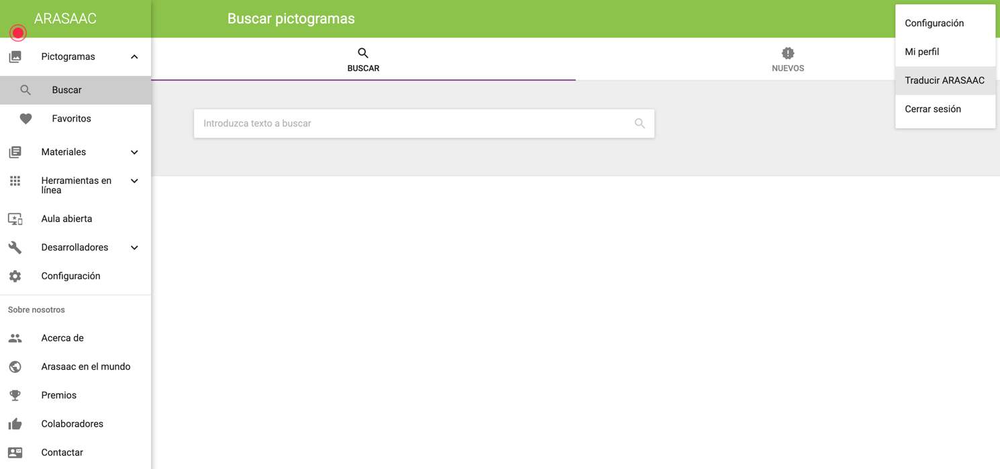 ARASAAC
Buscar pictogramas
Configuración
Mi perfil
Traducir ARASAAC
Cerrar sesión
Pictogramas
Buscar
Favoritos
Materiales
Herramientas en
línea
Aula abierta
Desarrolladores
Configuración
Sobre nosotros
Acerca de
Arasaac en el mundo
Premios
Colaboradores
Contactar
BUSCAR
NUEVOS
Introduzca texto a buscar